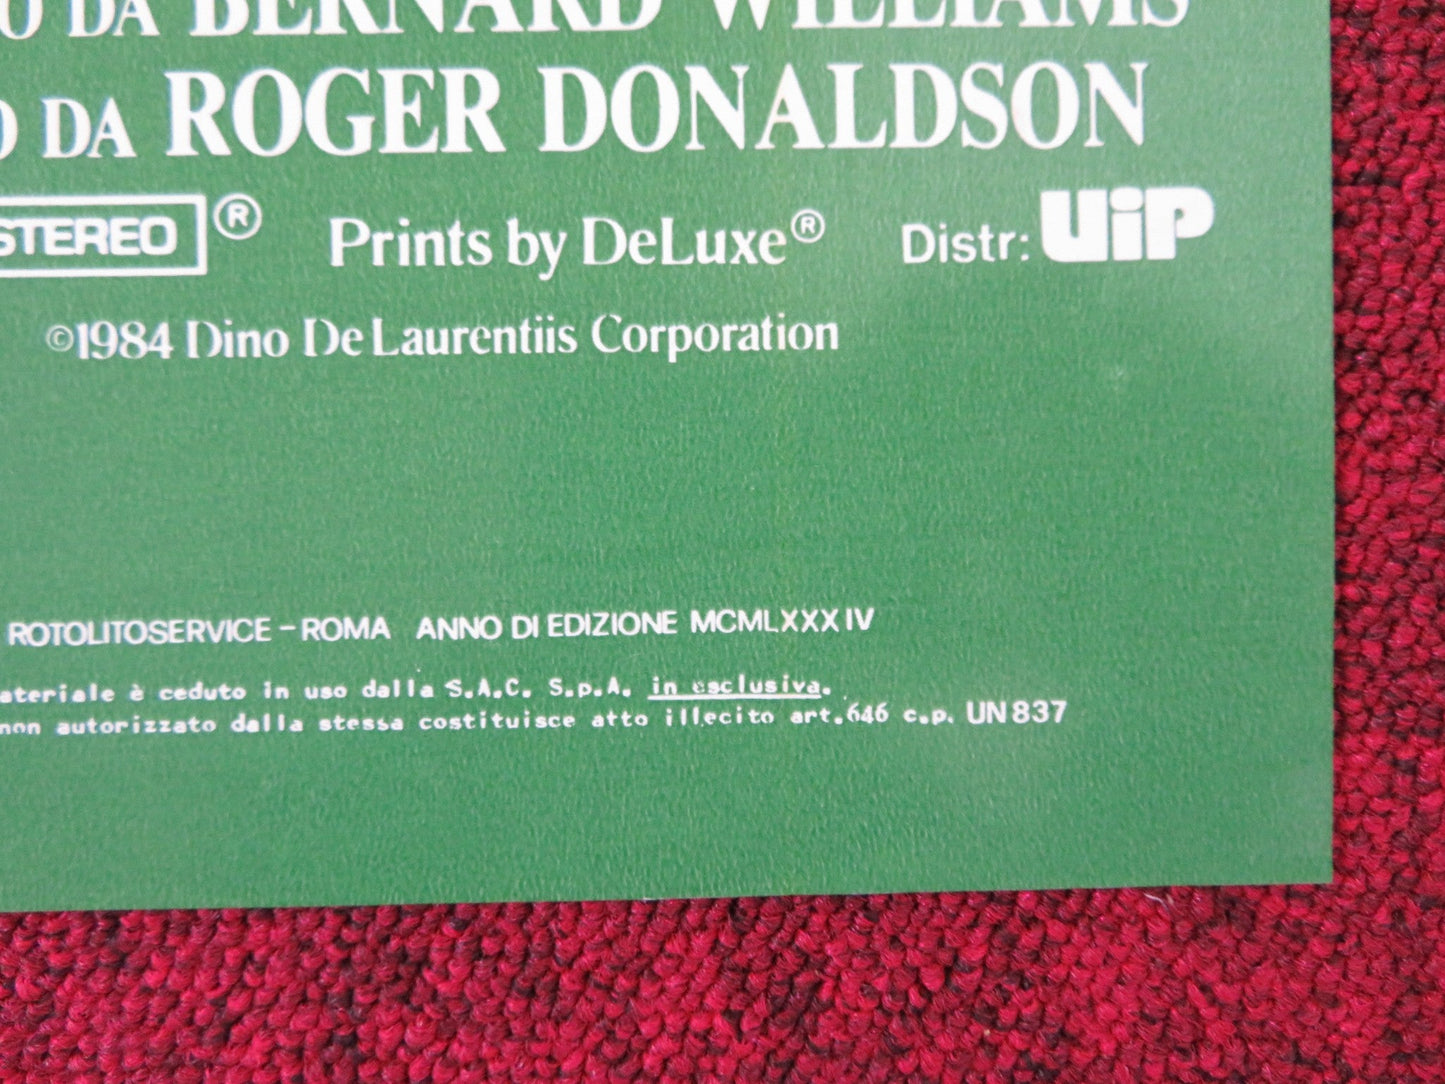 O DA BERNARD WILLIAMS
O DA ROGER DONALDSON
STEREO ® Prints by DeLuxe® Distr: UiP
©1984 Dino De Laurentiis Corporation
ROTOLITOSERVICE – ROMA ANNO DI EDIZIONE MCMLXXXIV
ateriale è ceduto in uso dalla S.A.C. S.p.A. in esclusiva.
non autorizzato dalla stessa costituisce atto illecito art.646 c.p. UN 837